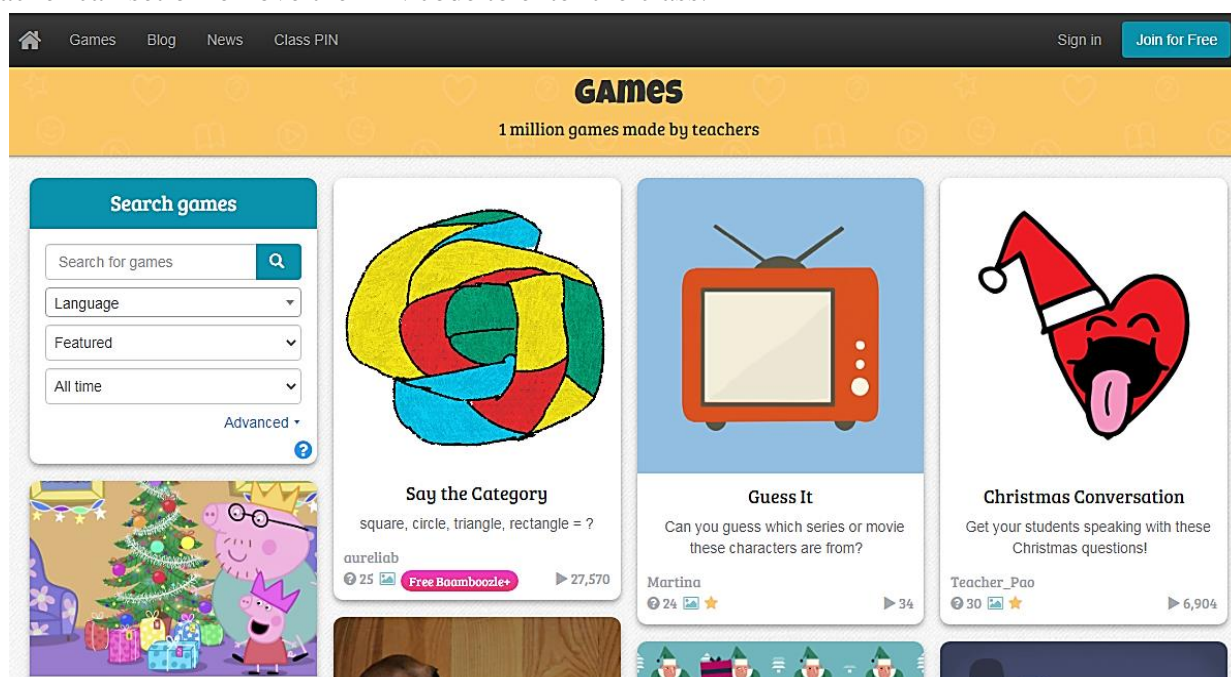 Games Blog News Class PIN Sign in Join for Free
GAMES
1 million games made by teachers
Search games
Search for games
Language
Featured
All time
Advanced
Say the Category
square, circle, triangle, rectangle = ?
aureliab
25 Free Baamboozle+ 27,570
Guess It
Can you guess which series or movie
these characters are from?
Martina
24 34
Christmas Conversation
Get your students speaking with these
Christmas questions!
Teacher_Pao
30 6,904